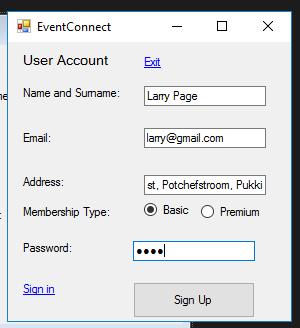 EventConnect
User Account Exit
Name and Surname: Larry Page
Email: larry@gmail.com
Address: st, Potchefstroom, Pukki
Membership Type: Basic Premium
Password: ●●●●
Sign in Sign Up